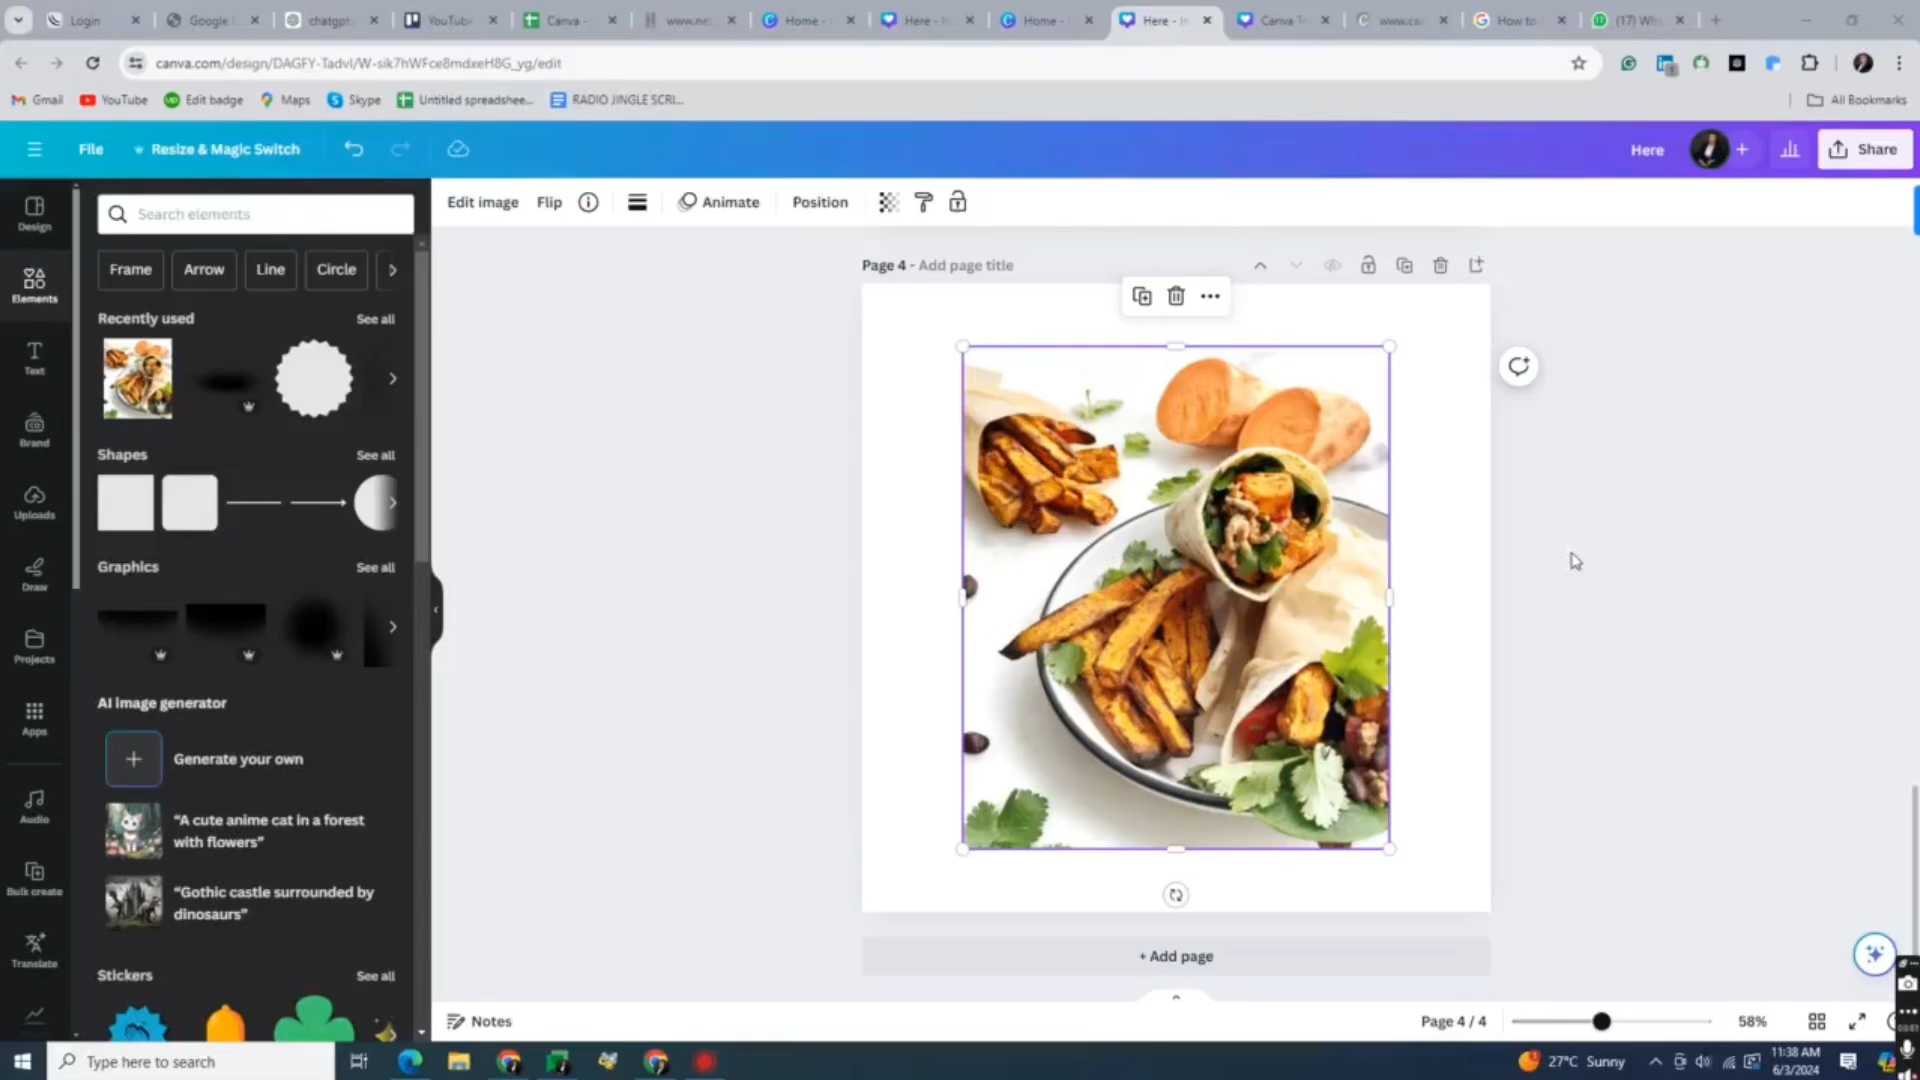 Login
Google
chatgpt
YouTube
Canva -
www.ne
Home -
Here - In
Home -
Here - In
Canva Te
www.ca
How to
(17) Wh
canva.com/design/DAGFY-TadvI/W-sik7hWFce8mdxeH8G_yg/edit
Gmail
YouTube
Edit badge
Maps
Skype
Untitled spreadshee...
RADIO JINGLE SCRI...
All Bookmarks
File
Resize & Magic Switch
Here
Share
Design
Elements
Text
Brand
Uploads
Draw
Projects
Apps
Audio
Bulk create
Translate
Search elements
Frame
Arrow
Line
Circle
Recently used
See all
Shapes
See all
Graphics
See all
AI image generator
Generate your own
"A cute anime cat in a forest
with flowers"
"Gothic castle surrounded by
dinosaurs"
Stickers
See all
Edit image
Flip
Animate
Position
Page 4 - Add page title
+ Add page
Notes
Page 4 / 4
58%
Type here to search
27°C Sunny
11:38 AM
6/3/2024